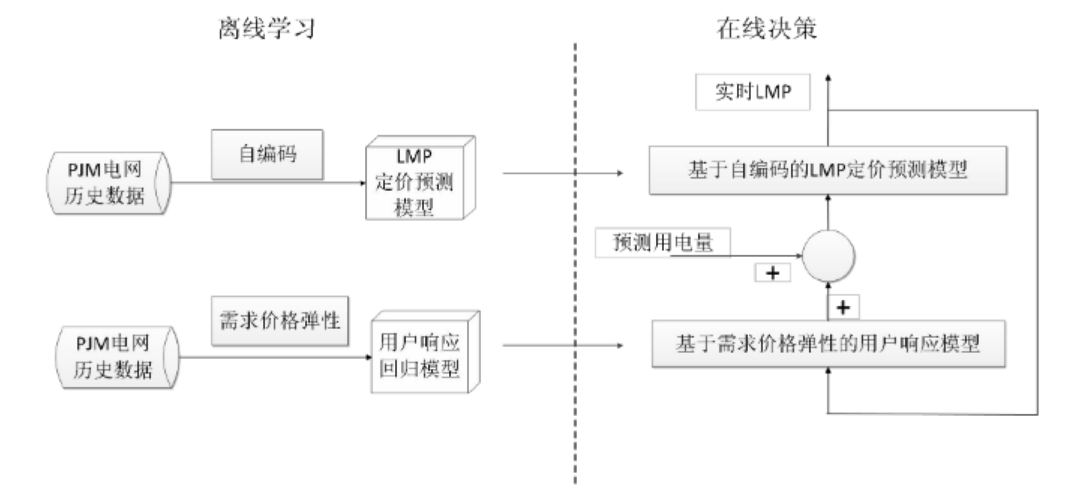 离线学习
在线决策
实时LMP
自编码
PJM电网
历史数据
LMP
定价预测
模型
基于自编码的LMP定价预测模型
预测用电量
+
+
需求价格弹性
PJM电网
历史数据
用户响应
回归模型
基于需求价格弹性的用户响应模型